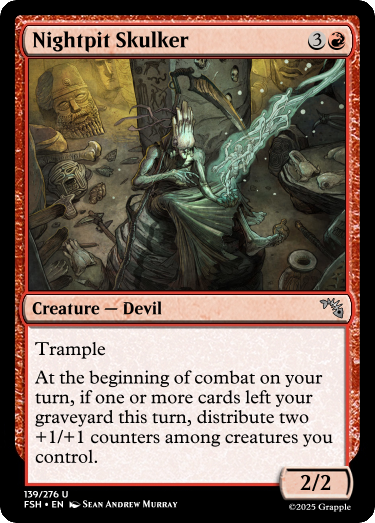 Nightpit Skulker 3
Creature — Devil
Trample
At the beginning of combat on your
turn, if one or more cards left your
graveyard this turn, distribute two
+1/+1 counters among creatures you
control.
2/2
139/276 U
FSH • EN Sean Andrew Murray
©2025 Grapple